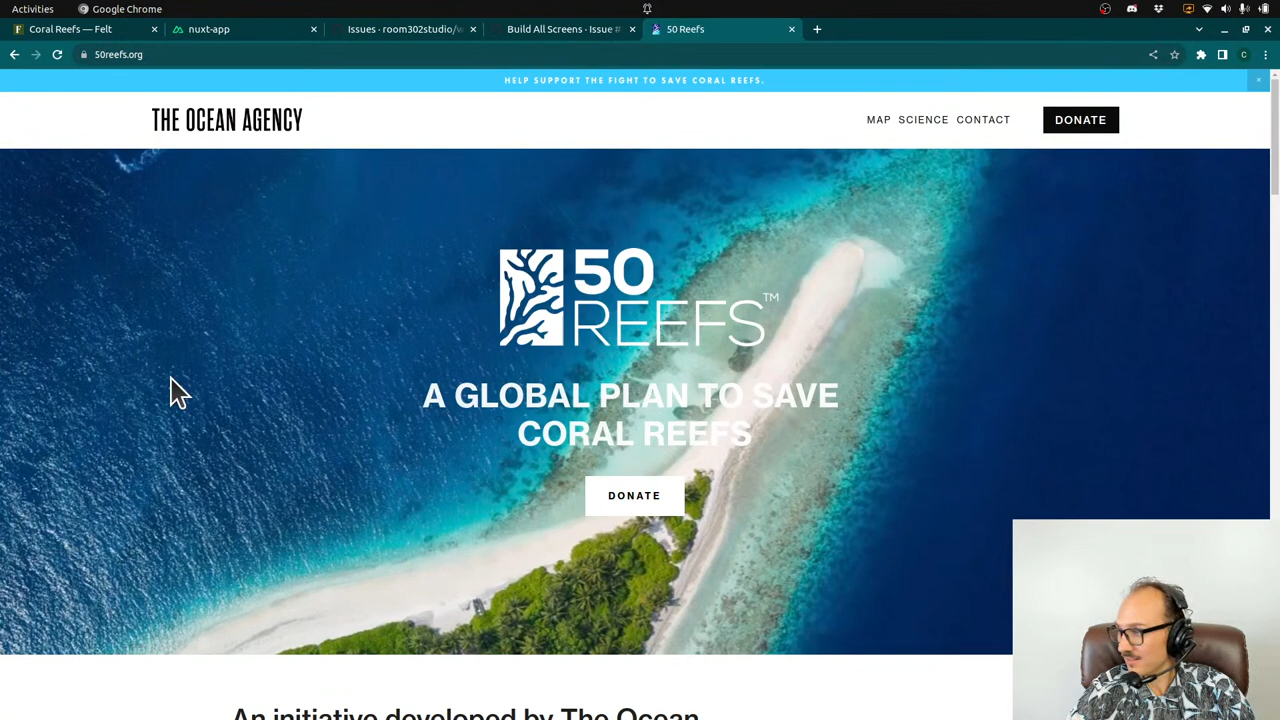 Activities
Google Chrome
Coral Reefs — Felt
nuxt-app
Issues · room302studio/w
Build All Screens · Issue #
50 Reefs
50reefs.org
C
HELP SUPPORT THE FIGHT TO SAVE CORAL REEFS.
THE OCEAN AGENCY
MAP SCIENCE CONTACT
DONATE
50
REEFS™
A GLOBAL PLAN TO SAVE
CORAL REEFS
DONATE
An initiative developed by The Ocean